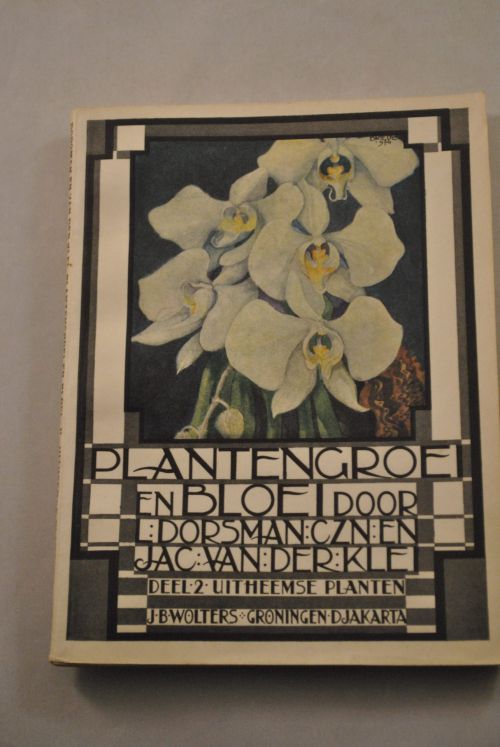 PLANTENGROEI
EN BLOEI DOOR
L:DORSMAN:CZN:EN
JAC:VAN:DER:KLEI
DEEL·2·UITHEEMSE PLANTEN
J·B·WOLTERS·GRONINGEN·DJAKARTA